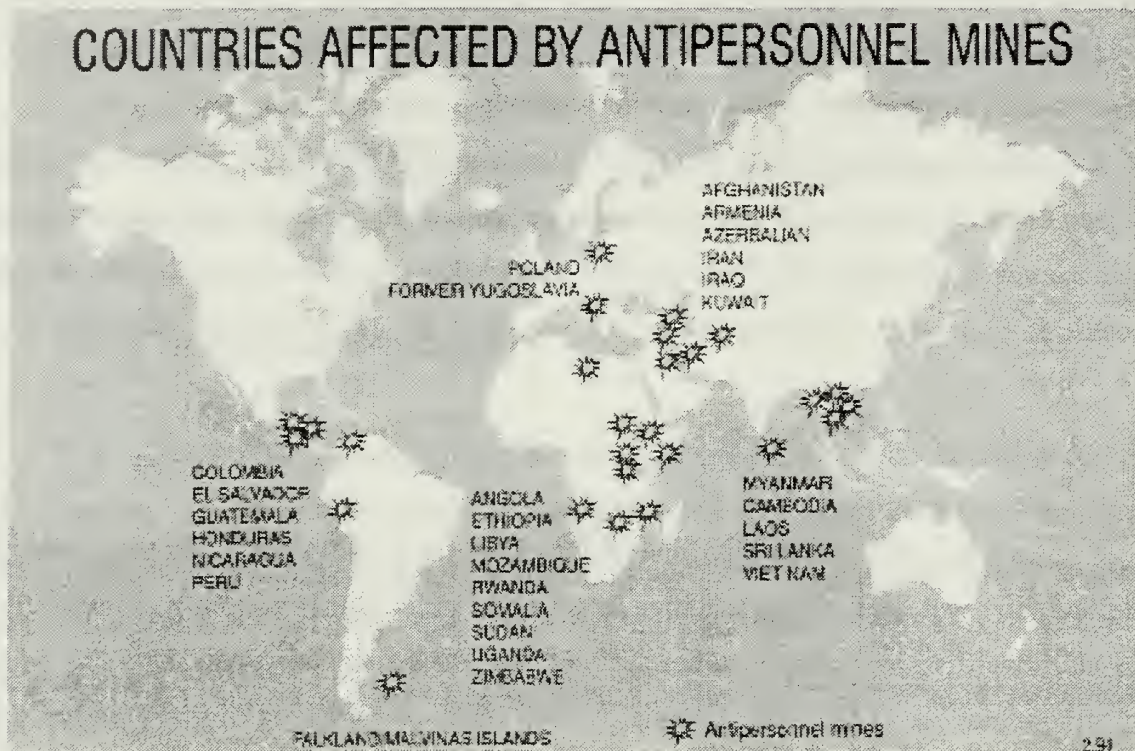 COUNTRIES AFFECTED BY ANTIPERSONNEL MINES
AFGHANISTAN
ARMENIA
AZERBAIJAN
IRAN
IRAQ
KUWAIT
POLAND
FORMER YUGOSLAVIA
COLOMBIA
EL SALVADOR
GUATEMALA
HONDURAS
NICARAGUA
PERU
ANGOLA
ETHIOPIA
LIBYA
MOZAMBIQUE
RWANDA
SOMALIA
SUDAN
UGANDA
ZIMBABWE
MYANMAR
CAMBODIA
LAOS
SRI LANKA
VIET NAM
FALKLAND/MALVINAS ISLANDS
Antipersonnel mines